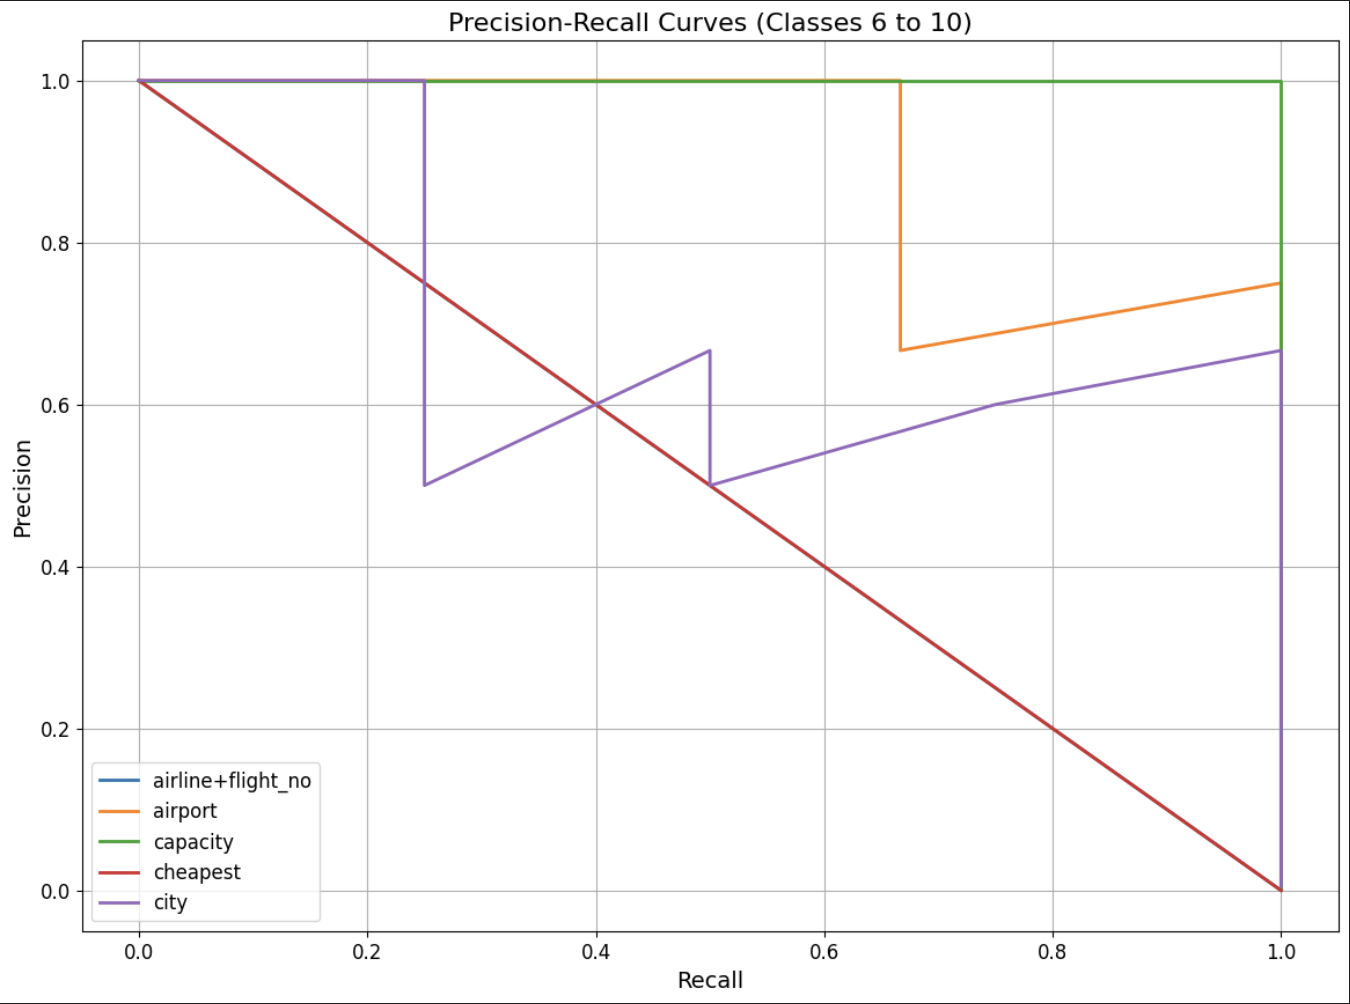 Precision-Recall Curves (Classes 6 to 10)
1.0
0.8
0.6
0.4
0.2
0.0
Precision
airline+flight_no
airport
capacity
cheapest
city
0.0 0.2 0.4 0.6 0.8 1.0
Recall